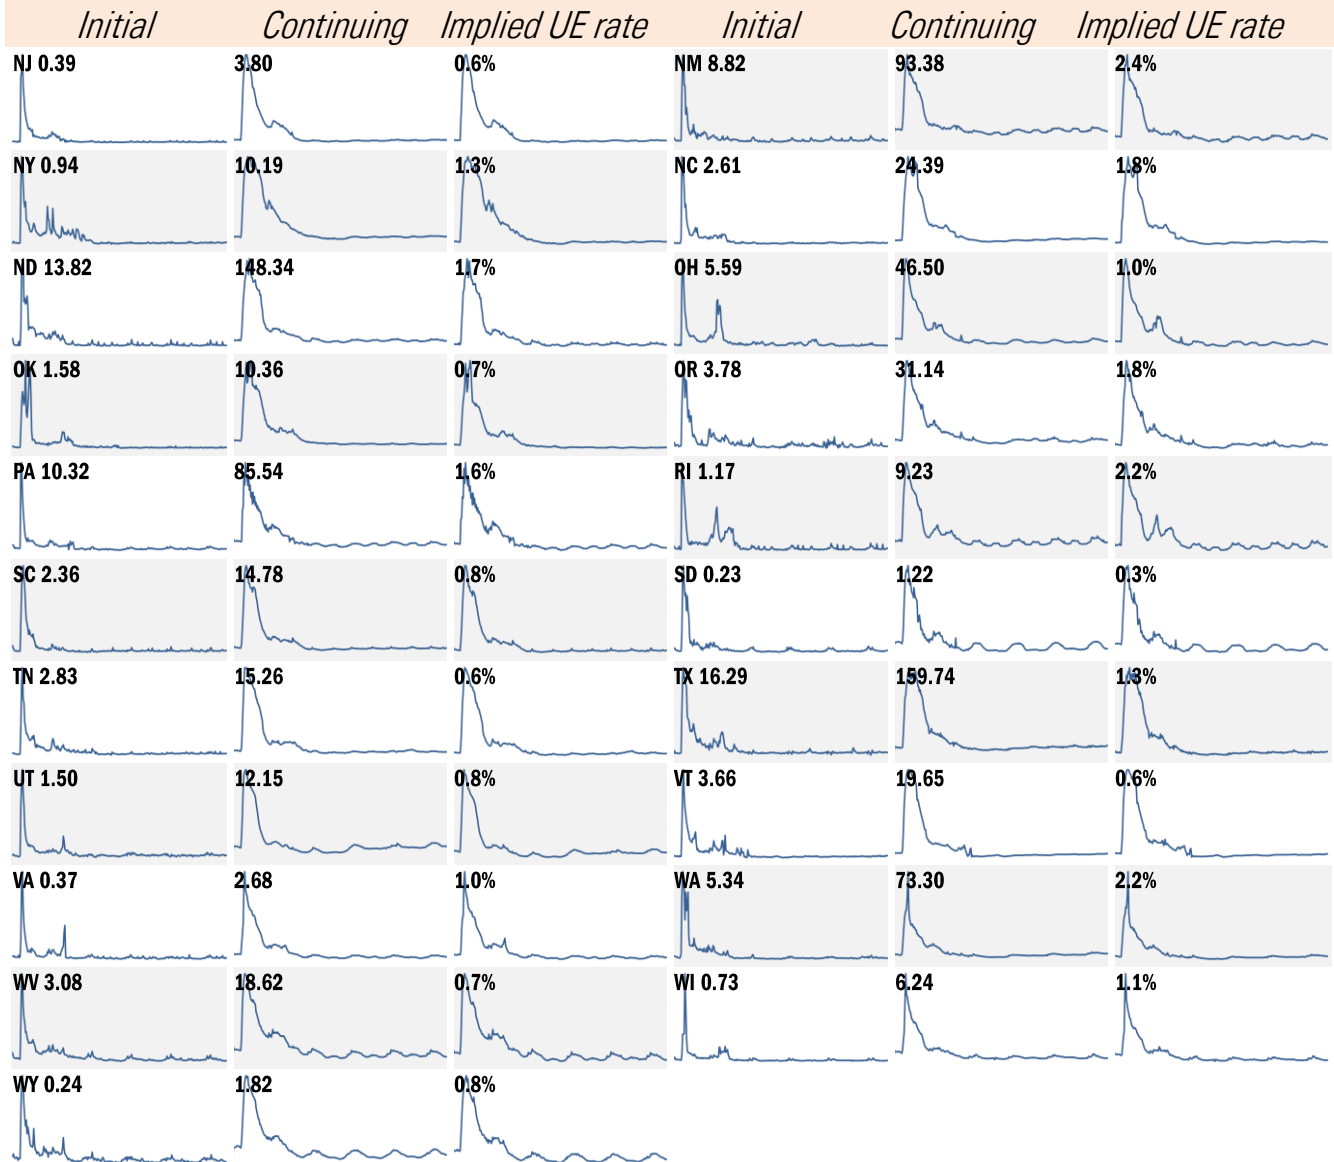 Initial Continuing Implied UE rate Initial Continuing Implied UE rate
NJ 0.39 3.80 0.6% NM 8.82 93.38 2.4%
NY 0.94 10.19 1.3% NC 2.61 24.39 1.8%
ND 13.82 148.34 1.7% OH 5.59 46.50 1.0%
OK 1.58 10.36 0.7% OR 3.78 31.14 1.8%
PA 10.32 85.54 1.6% RI 1.17 9.23 2.2%
SC 2.36 14.78 0.8% SD 0.23 1.22 0.3%
TN 2.83 15.26 0.6% TX 16.29 159.74 1.3%
UT 1.50 12.15 0.8% VT 3.66 19.65 0.6%
VA 0.37 2.68 1.0% WA 5.34 73.30 2.2%
WV 3.08 18.62 0.7% WI 0.73 6.24 1.1%
WY 0.24 1.82 0.8%